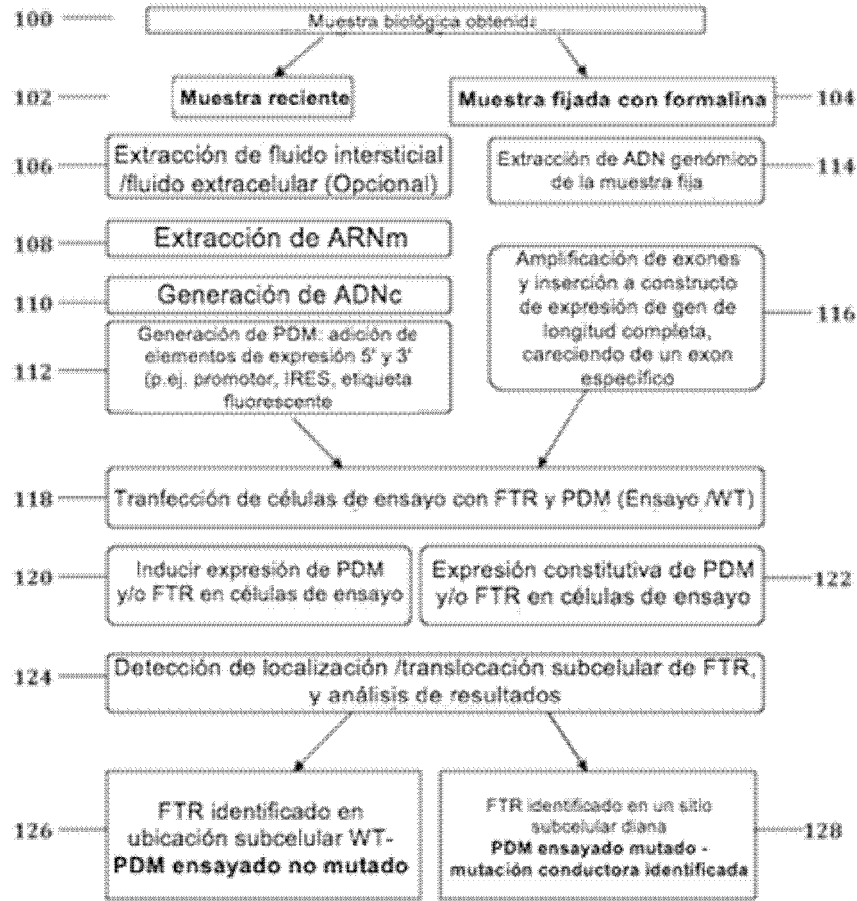 100
Muestra biológica obtenida
102
Muestra reciente
Muestra fijada con formalina
104
106
Extracción de fluido intersticial
/fluido extracelular (Opcional)
Extracción de ADN genómico
de la muestra fija
114
108
Extracción de ARNm
110
Generación de ADNc
Amplificación de exones
y inserción a constructo
de expresión de gen de
longitud completa,
careciendo de un exon
específico
116
112
Generación de PDM: adición de
elementos de expresión 5' y 3'
(p.ej. promotor, IRES, etiqueta
fluorescente
118
Tranfección de células de ensayo con FTR y PDM (Ensayo /WT)
120
Inducir expresión de PDM
y/o FTR en células de ensayo
Expresión constitutiva de PDM
y/o FTR en células de ensayo
122
124
Detección de localización /translocación subcelular de FTR,
y análisis de resultados
126
FTR identificado en
ubicación subcelular WT-
PDM ensayado no mutado
FTR identificado en un sitio
subcelular diana
PDM ensayado mutado -
mutación conductora identificada
128